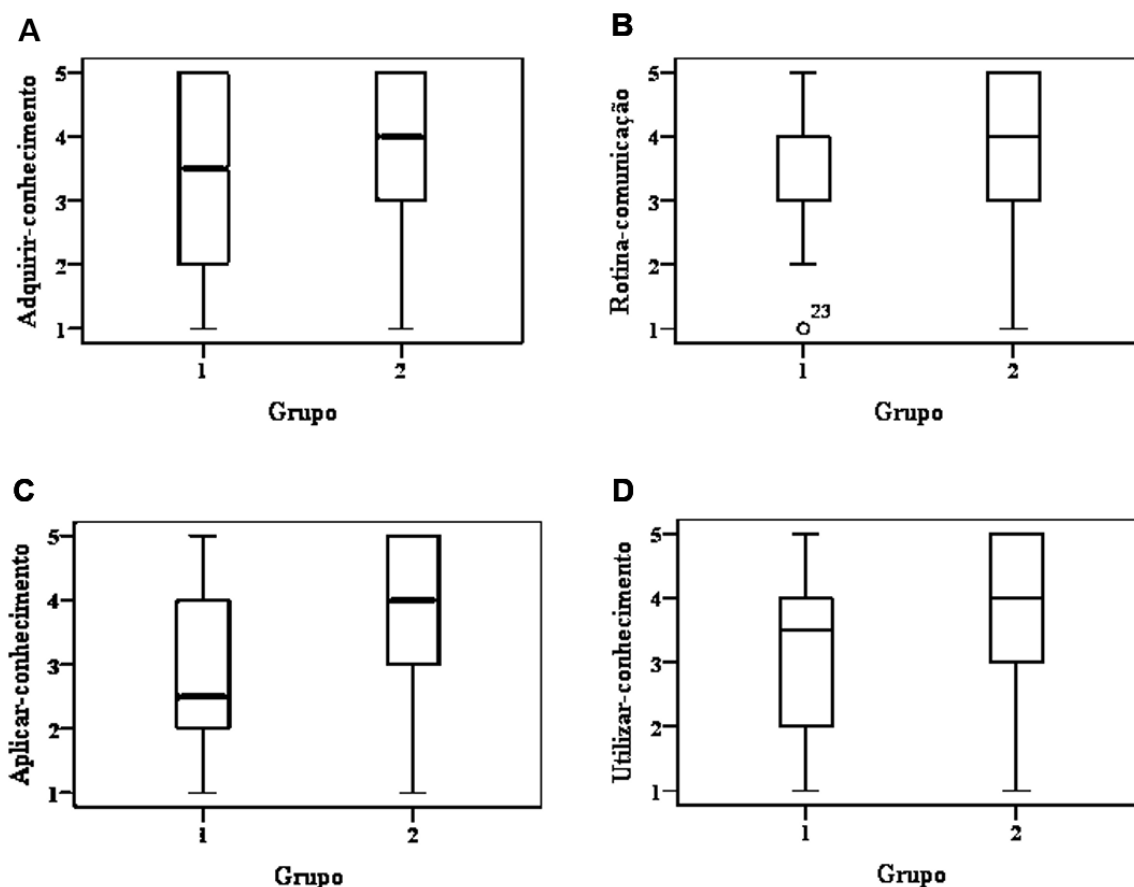 A
Adquirir-conhecimento
5
4
3
2
1
1
2
Grupo
B
Rotina-comunicação
5
4
3
2
1
23
1
2
Grupo
C
Aplicar-conhecimento
5
4
3
2
1
1
2
Grupo
D
Utilizar-conhecimento
5
4
3
2
1
1
2
Grupo